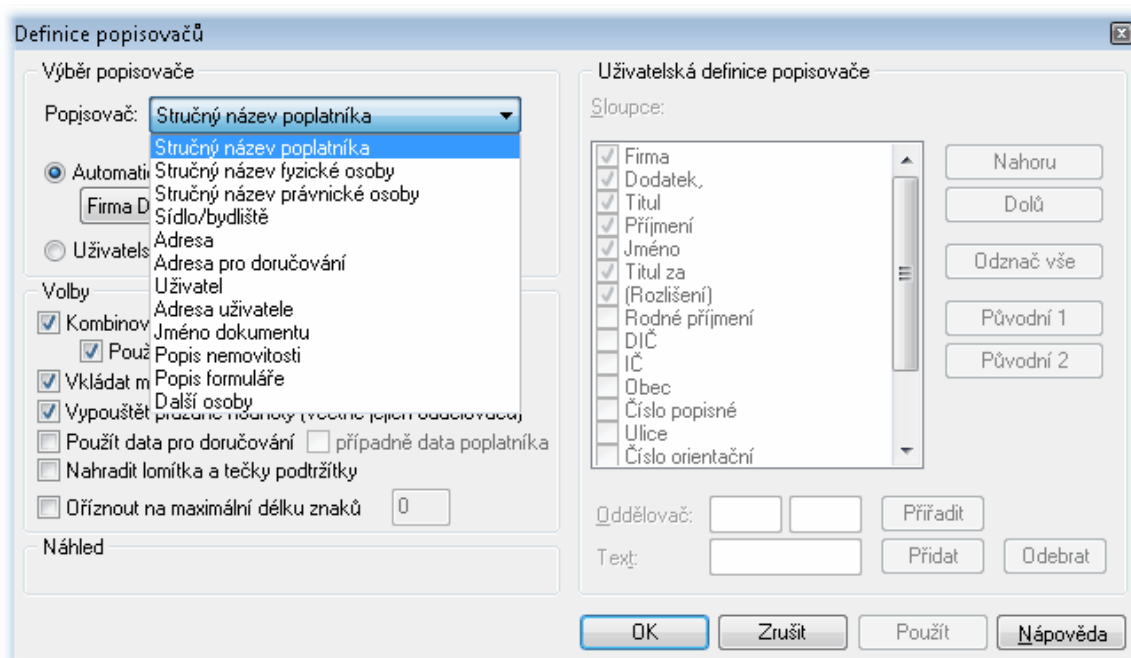 Definice popisovačů
Výběr popisovače
Popisovač: Stručný název poplatníka
Stručný název poplatníka
Stručný název fyzické osoby
Stručný název právnické osoby
Sídlo/bydliště
Adresa
Adresa pro doručování
Uživatel
Adresa uživatele
Jméno dokumentu
Popis nemovitosti
Popis formuláře
Další osoby
Automati
Firma D
Uživatels
Volby
Kombinov
Použ
Vkládat m
Vypouštět prázdné hodnoty (včetně jejich oddělovačů)
Použít data pro doručování případně data poplatníka
Nahradit lomítka a tečky podtržítky
Oříznout na maximální délku znaků 0
Náhled
Uživatelská definice popisovače
Sloupce:
Firma
Dodatek,
Titul
Příjmení
Jméno
Titul za
(Rozlišení)
Rodné příjmení
DIČ
IČ
Obec
Číslo popisné
Ulice
Číslo orientační
Nahoru
Dolů
Odznač vše
Původní 1
Původní 2
Oddělovač: Přiřadit
Text: Přidat Odebrat
OK Zrušit Použít Nápověda